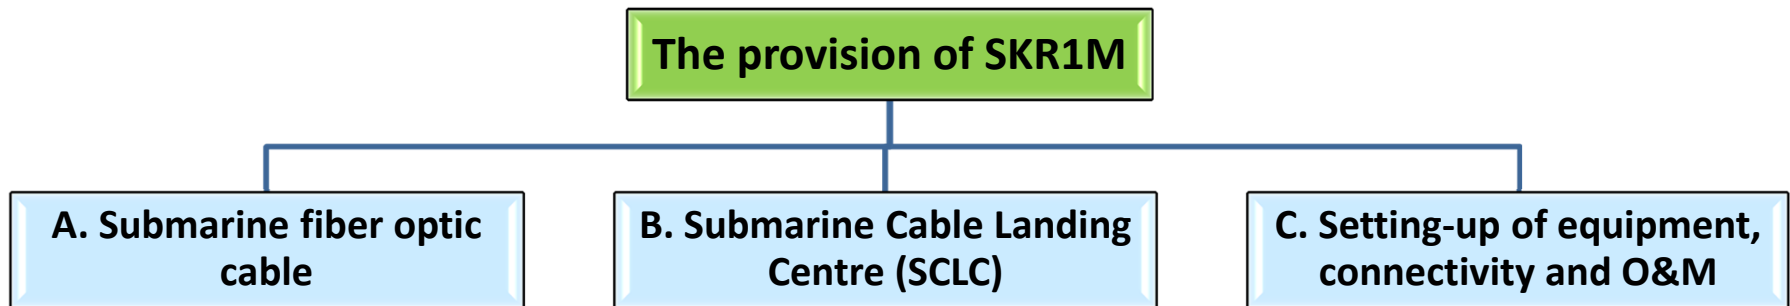 The provision of SKR1M
A. Submarine fiber optic
cable
B. Submarine Cable Landing
Centre (SCLC)
C. Setting-up of equipment,
connectivity and O&M